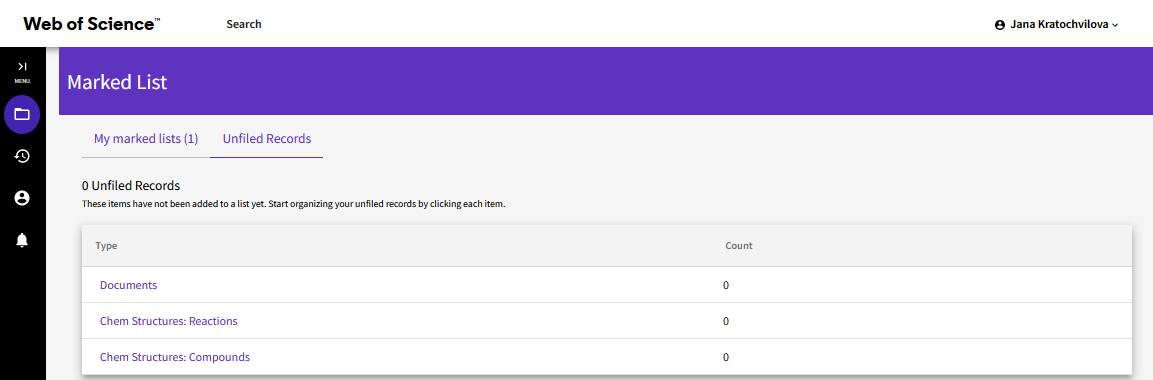 Web of Science™ Search Jana Kratochvilova
MENU
Marked List
My marked lists (1) Unfiled Records
0 Unfiled Records
These items have not been added to a list yet. Start organizing your unfiled records by clicking each item.
Type Count
Documents 0
Chem Structures: Reactions 0
Chem Structures: Compounds 0